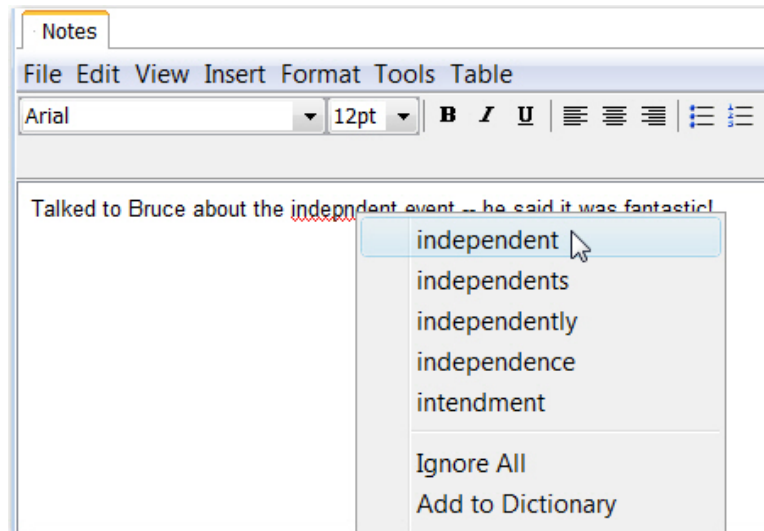 Notes
File Edit View Insert Format Tools Table
Arial 12pt B I U
Talked to Bruce about the indepndent event -- he said it was fantastic!
independent
independents
independently
independence
intendment
Ignore All
Add to Dictionary